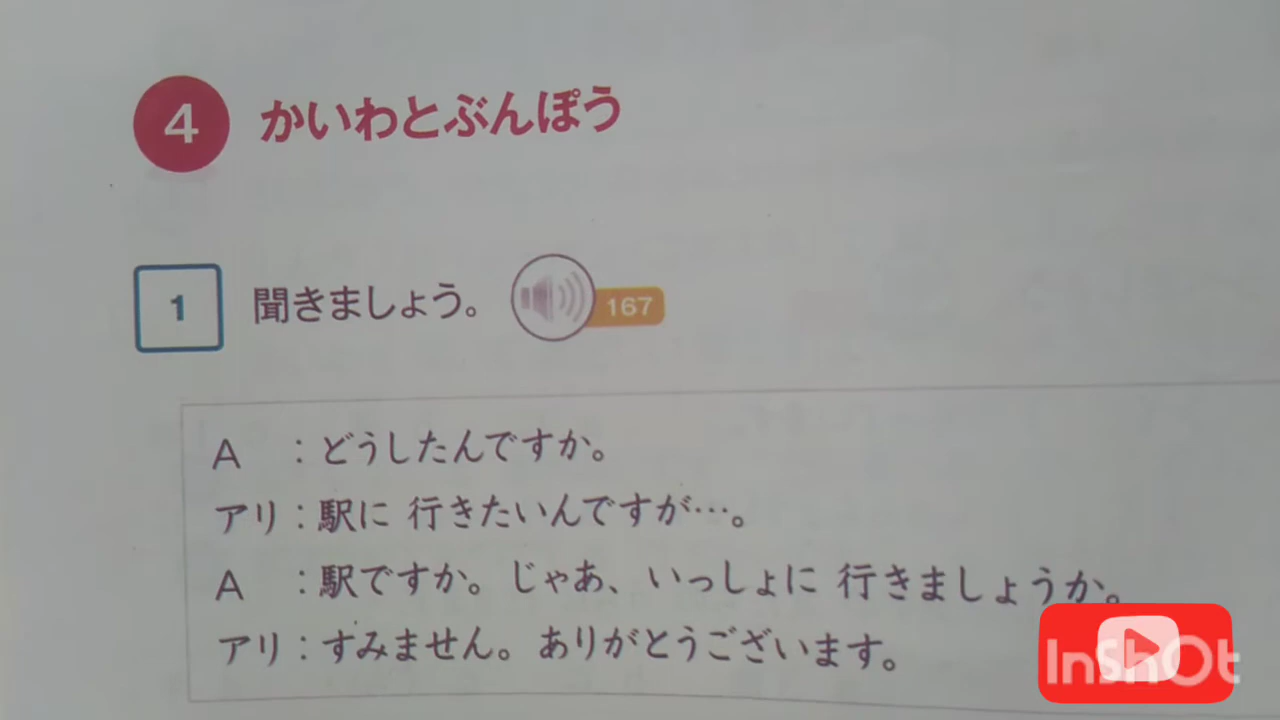 4 かいわとぶんぽう
1 聞きましょう。 167
A ：どうしたんですか。
アリ：駅に 行きたいんですが…。
A ：駅ですか。じゃあ、いっしょに 行きましょうか。
アリ：すみません。ありがとうございます。
InShOt